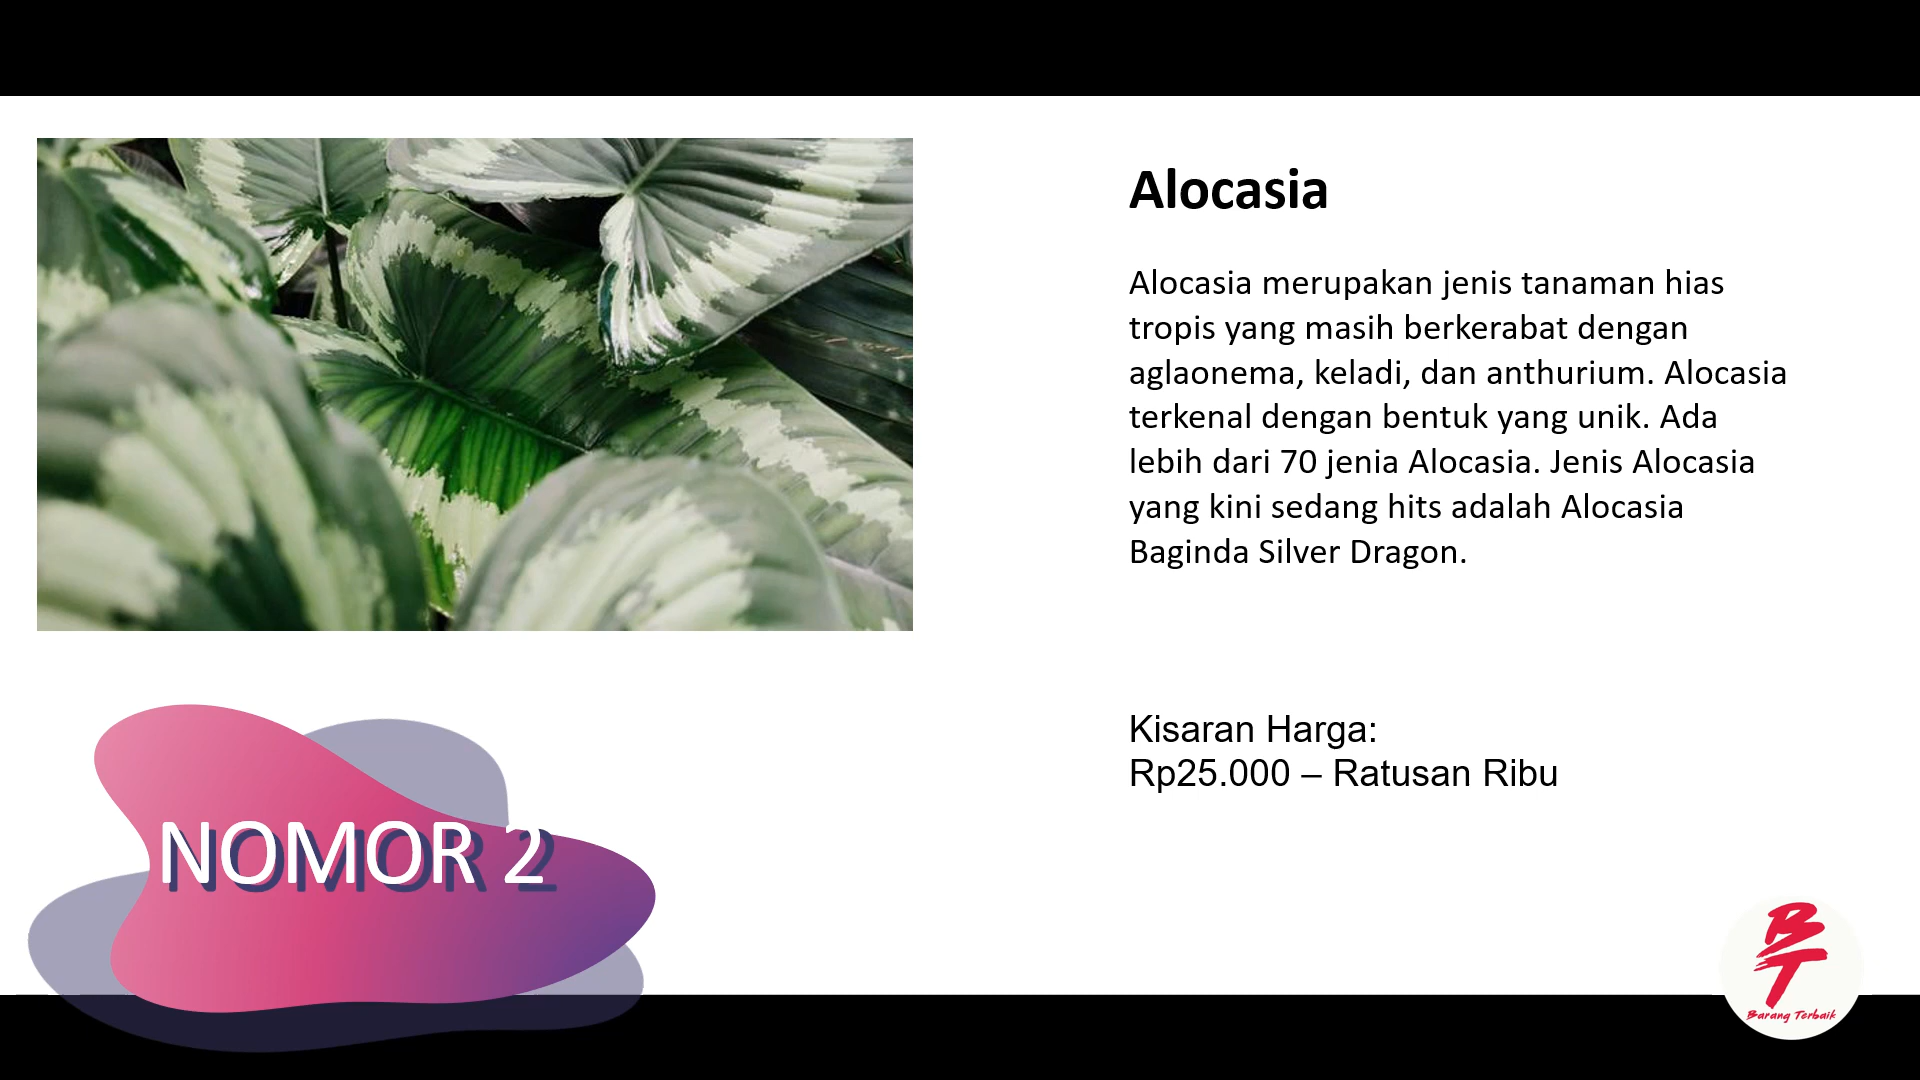 Alocasia
Alocasia merupakan jenis tanaman hias
tropis yang masih berkerabat dengan
aglaonema, keladi, dan anthurium. Alocasia
terkenal dengan bentuk yang unik. Ada
lebih dari 70 jenia Alocasia. Jenis Alocasia
yang kini sedang hits adalah Alocasia
Baginda Silver Dragon.
Kisaran Harga:
Rp25.000 – Ratusan Ribu
NOMOR 2
BT
Barang Terbaik